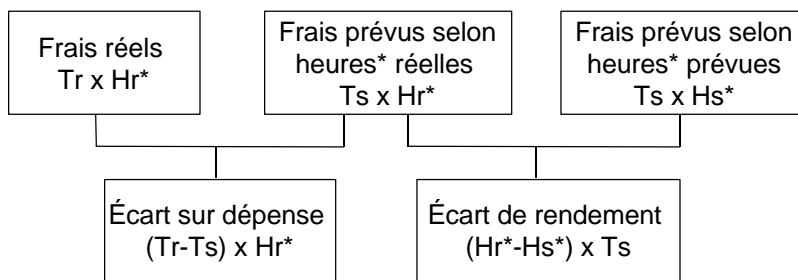 Frais réels
Tr x Hr*
Frais prévus selon
heures* réelles
Ts x Hr*
Frais prévus selon
heures* prévues
Ts x Hs*
Écart sur dépense
(Tr-Ts) x Hr*
Écart de rendement
(Hr*-Hs*) x Ts